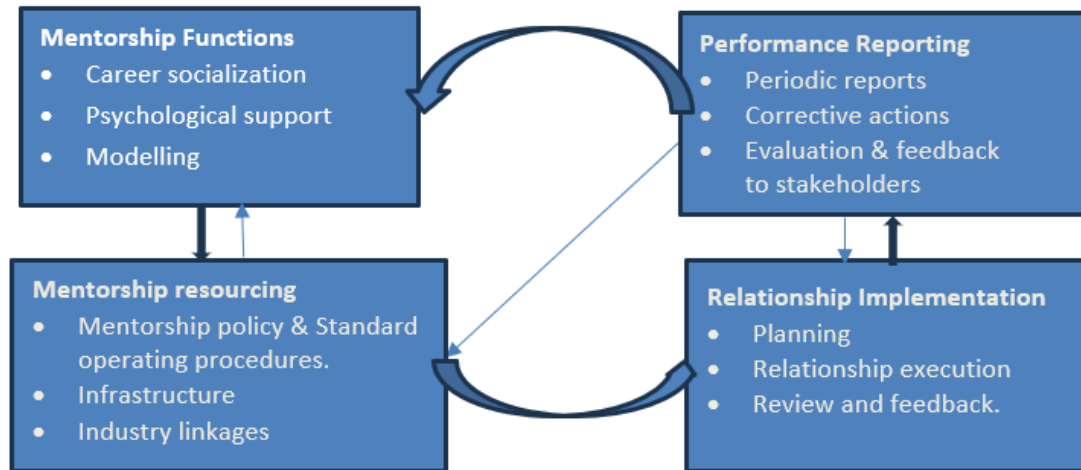 Mentorship Functions
• Career socialization
• Psychological support
• Modelling
Performance Reporting
• Periodic reports
• Corrective actions
• Evaluation & feedback
to stakeholders
Mentorship resourcing
• Mentorship policy & Standard
operating procedures.
• Infrastructure
• Industry linkages
Relationship Implementation
• Planning
• Relationship execution
• Review and feedback.